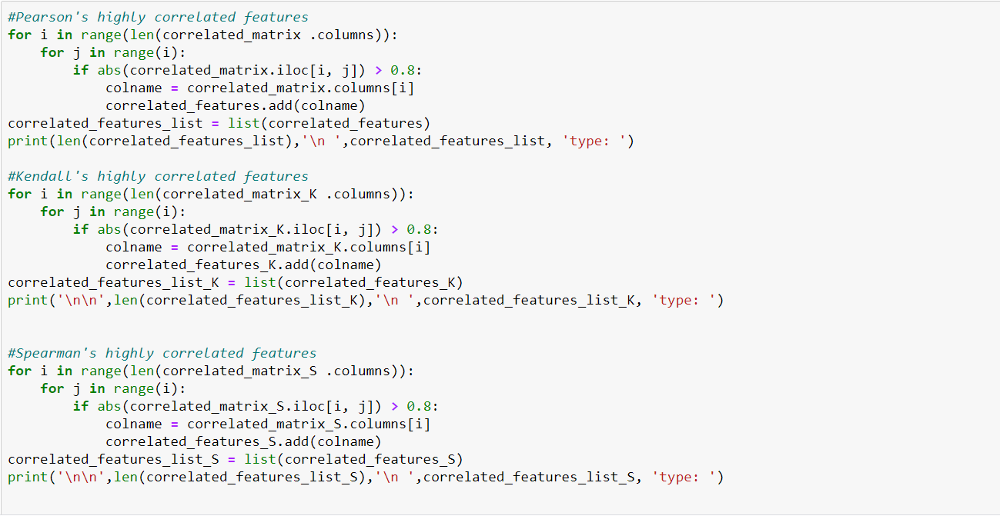 #Pearson's highly correlated features
for i in range(len(correlated_matrix .columns)):
    for j in range(i):
        if abs(correlated_matrix.iloc[i, j]) > 0.8:
            colname = correlated_matrix.columns[i]
            correlated_features.add(colname)
correlated_features_list = list(correlated_features)
print(len(correlated_features_list),'\n ',correlated_features_list, 'type: ')

#Kendall's highly correlated features
for i in range(len(correlated_matrix_K .columns)):
    for j in range(i):
        if abs(correlated_matrix_K.iloc[i, j]) > 0.8:
            colname = correlated_matrix_K.columns[i]
            correlated_features_K.add(colname)
correlated_features_list_K = list(correlated_features_K)
print('\n\n',len(correlated_features_list_K),'\n ',correlated_features_list_K, 'type: ')


#Spearman's highly correlated features
for i in range(len(correlated_matrix_S .columns)):
    for j in range(i):
        if abs(correlated_matrix_S.iloc[i, j]) > 0.8:
            colname = correlated_matrix_S.columns[i]
            correlated_features_S.add(colname)
correlated_features_list_S = list(correlated_features_S)
print('\n\n',len(correlated_features_list_S),'\n ',correlated_features_list_S, 'type: ')